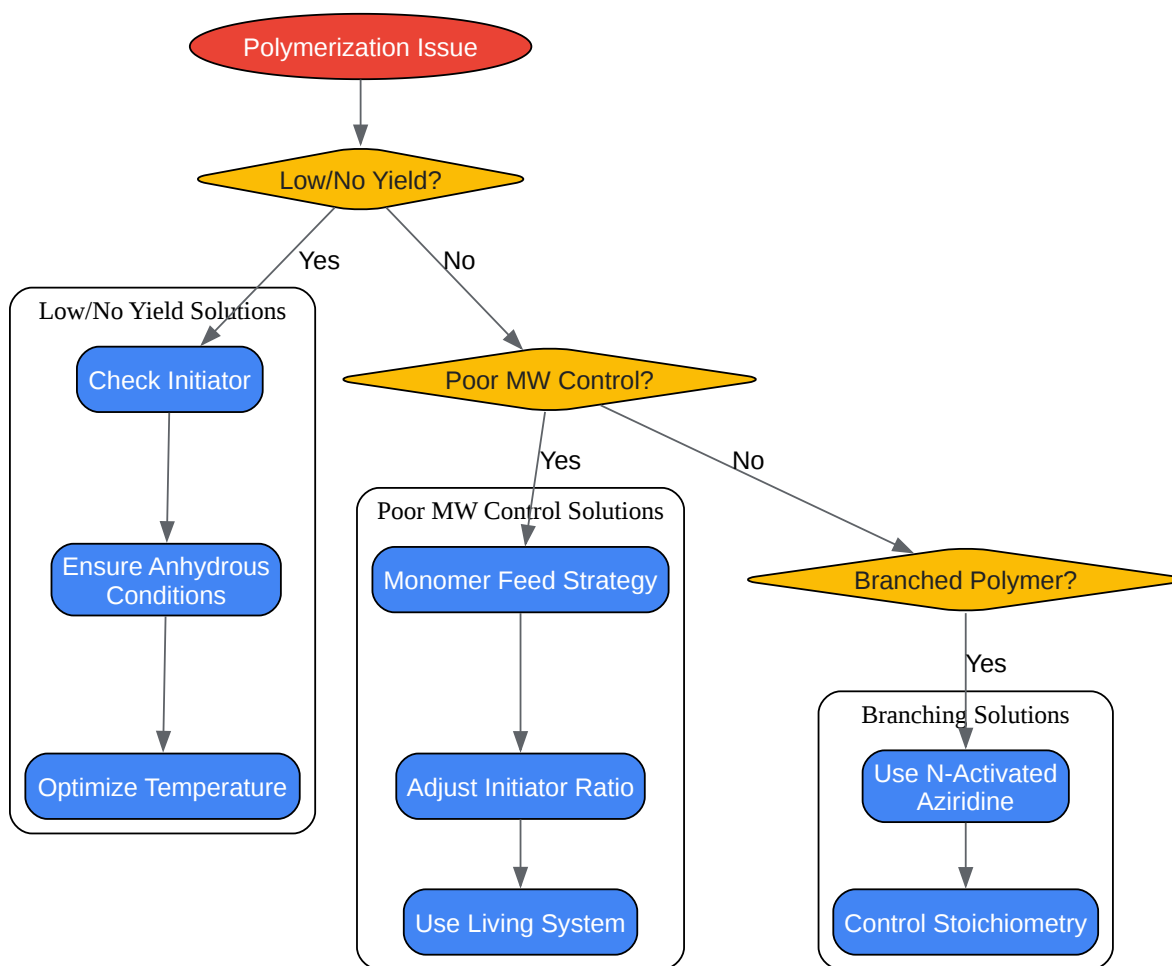 Polymerization Issue
Low/No Yield?
Yes
No
Low/No Yield Solutions
Check Initiator
Ensure Anhydrous
Conditions
Optimize Temperature
Poor MW Control?
Yes
No
Poor MW Control Solutions
Monomer Feed Strategy
Adjust Initiator Ratio
Use Living System
Branched Polymer?
Yes
Branching Solutions
Use N-Activated
Aziridine
Control Stoichiometry